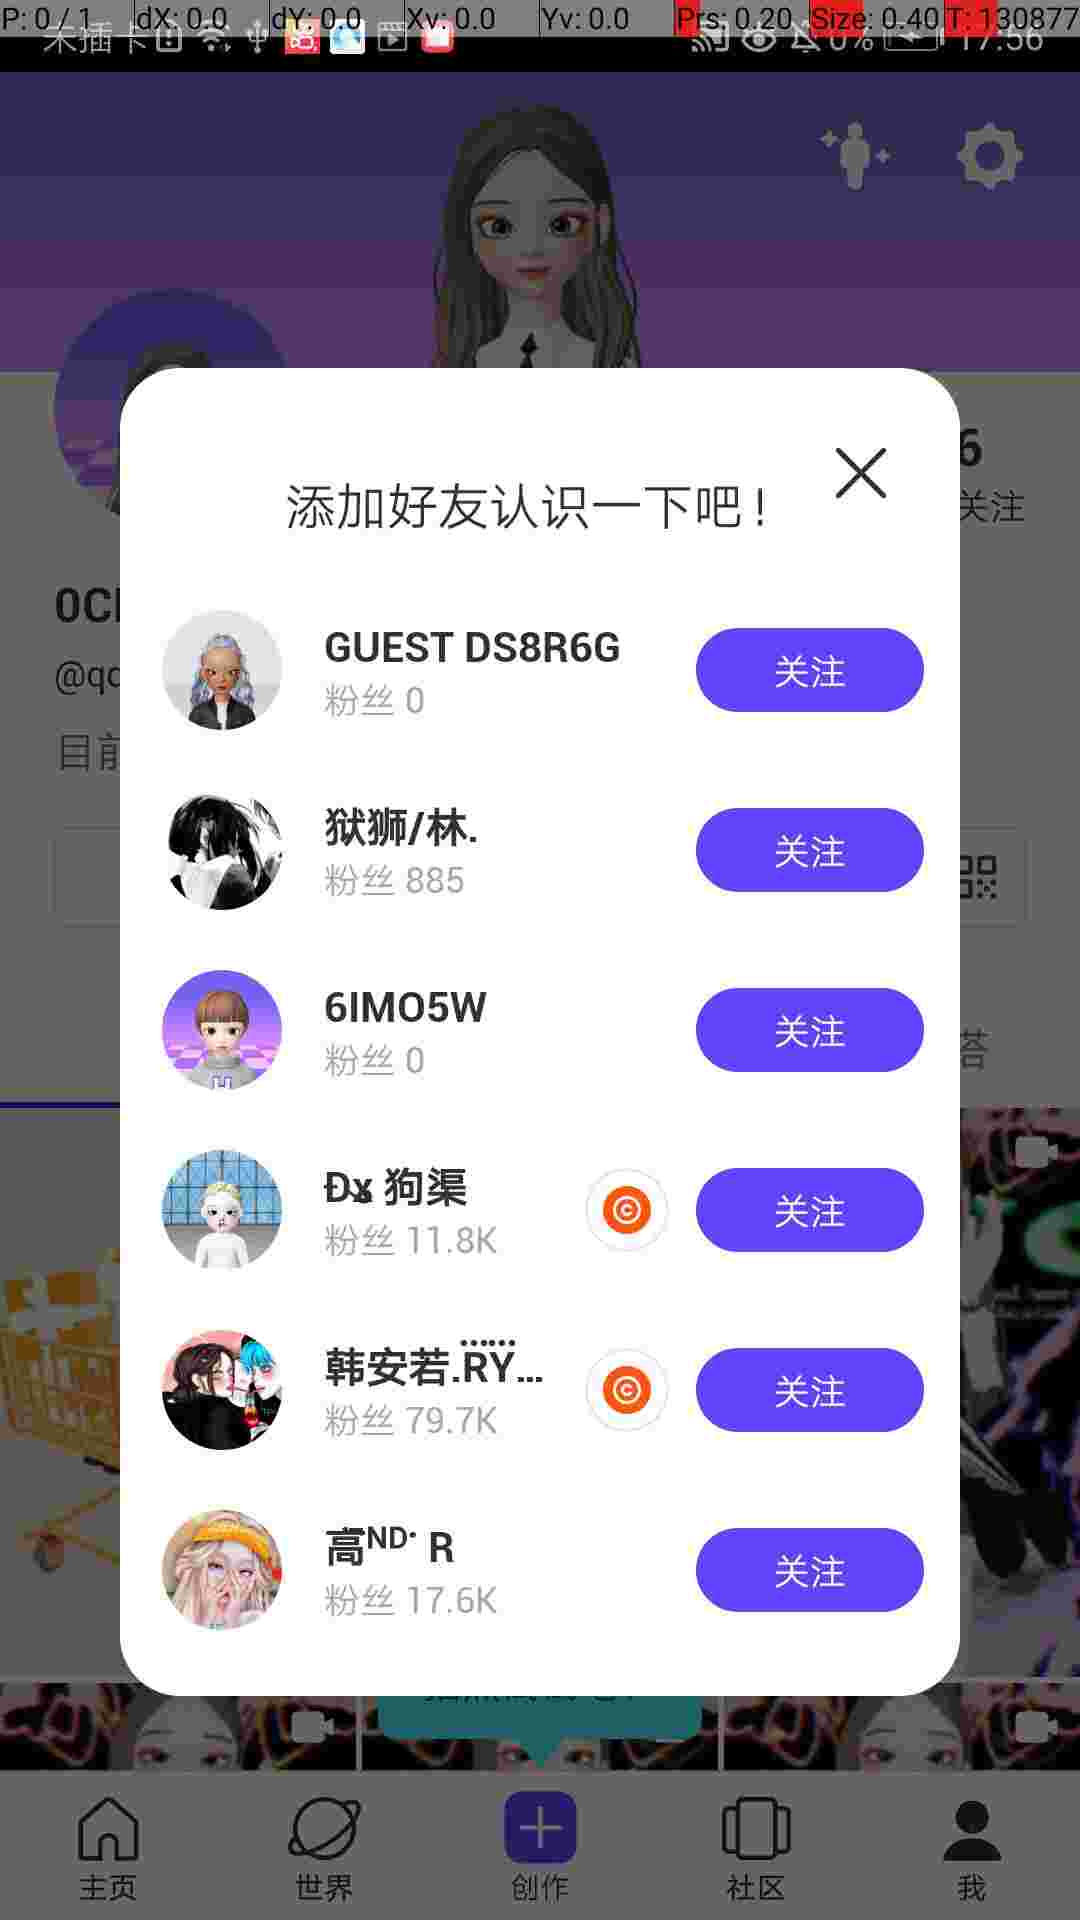 P: 0 / 1 dX: 0.0 dY: 0.0 Xv: 0.0 Yv: 0.0 Prs: 0.20 Size: 0.40 T: 130877
未插卡 0% 17:56
6
关注
添加好友认识一下吧!
0C
@qc
目前
GUEST DS8R6G
粉丝 0
关注
狱狮/林.
粉丝 885
关注
6IMO5W
粉丝 0
关注
答
狗渠
粉丝 11.8K
关注
韩安若.RY...
粉丝 79.7K
关注
高ᴺᴰ· R
粉丝 17.6K
关注
主页 世界 创作 社区 我